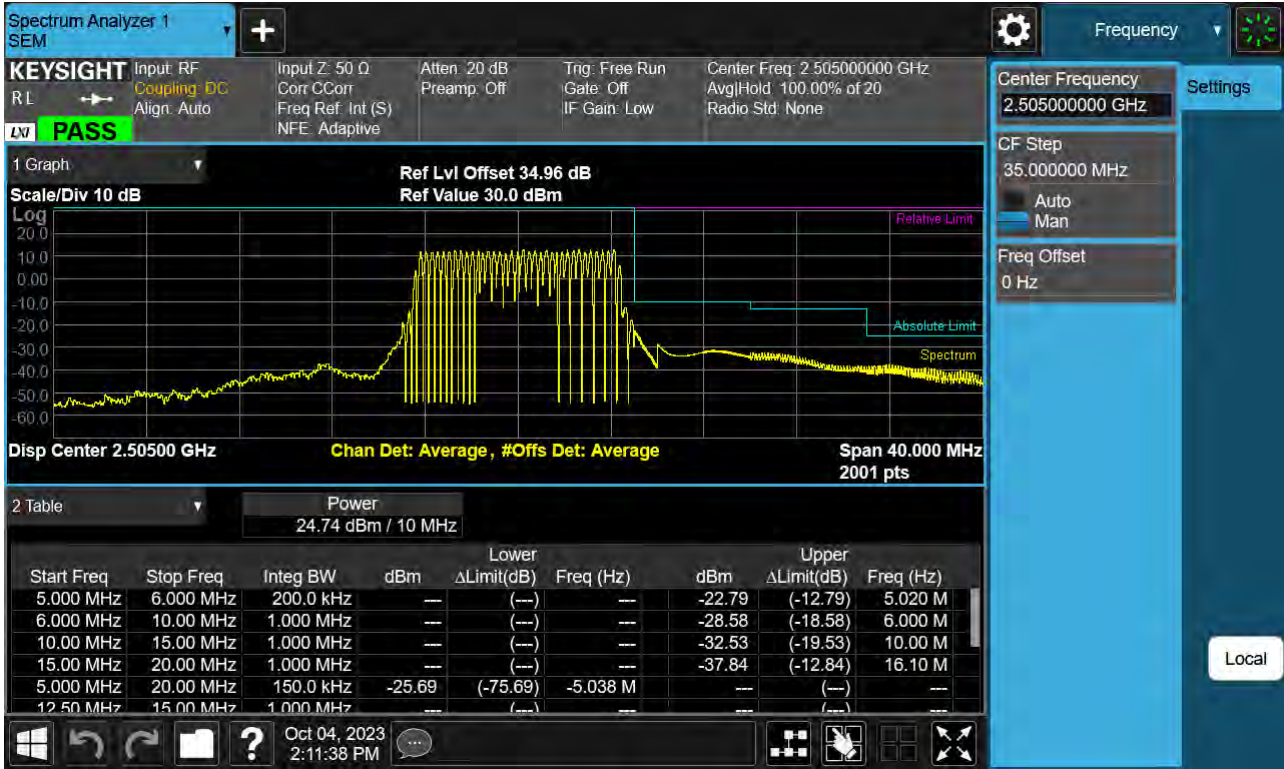 Spectrum Analyzer 1
SEM
+
Frequency
KEYSIGHT
RL
LXI PASS
Input: RF
Coupling: DC
Align: Auto
Input Z: 50 Ω
Corr CCorr
Freq Ref: Int (S)
NFE: Adaptive
Atten: 20 dB
Preamp: Off
Trig: Free Run
Gate: Off
IF Gain: Low
Center Freq: 2.505000000 GHz
Avg|Hold: 100.00% of 20
Radio Std: None
Center Frequency
2.505000000 GHz
Settings
CF Step
35.000000 MHz
Auto
Man
Freq Offset
0 Hz
1 Graph
Scale/Div 10 dB
Ref Lvl Offset 34.96 dB
Ref Value 30.0 dBm
Log
20.0
10.0
0.00
-10.0
-20.0
-30.0
-40.0
-50.0
-60.0
Relative Limit
Absolute Limit
Spectrum
Disp Center 2.50500 GHz
Chan Det: Average, #Offs Det: Average
Span 40.000 MHz
2001 pts
2 Table
Power
24.74 dBm / 10 MHz
Lower Upper
Start Freq Stop Freq Integ BW dBm ΔLimit(dB) Freq (Hz) dBm ΔLimit(dB) Freq (Hz)
5.000 MHz 6.000 MHz 200.0 kHz --- (---) --- -22.79 (-12.79) 5.020 M
6.000 MHz 10.00 MHz 1.000 MHz --- (---) --- -28.58 (-18.58) 6.000 M
10.00 MHz 15.00 MHz 1.000 MHz --- (---) --- -32.53 (-19.53) 10.00 M
15.00 MHz 20.00 MHz 1.000 MHz --- (---) --- -37.84 (-12.84) 16.10 M
5.000 MHz 20.00 MHz 150.0 kHz -25.69 (-75.69) -5.038 M --- (---) ---
12.50 MHz 15.00 MHz 1.000 MHz --- (---) --- --- (---) ---
Local
?
Oct 04, 2023
2:11:38 PM